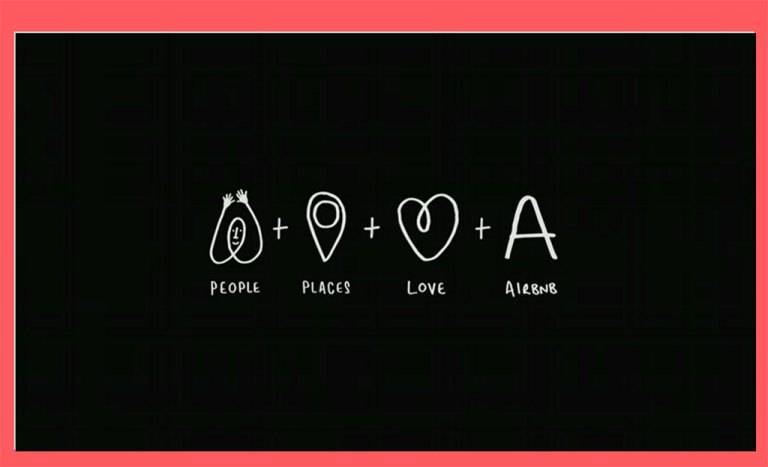 + + + A
PEOPLE PLACES LOVE AIRBNB